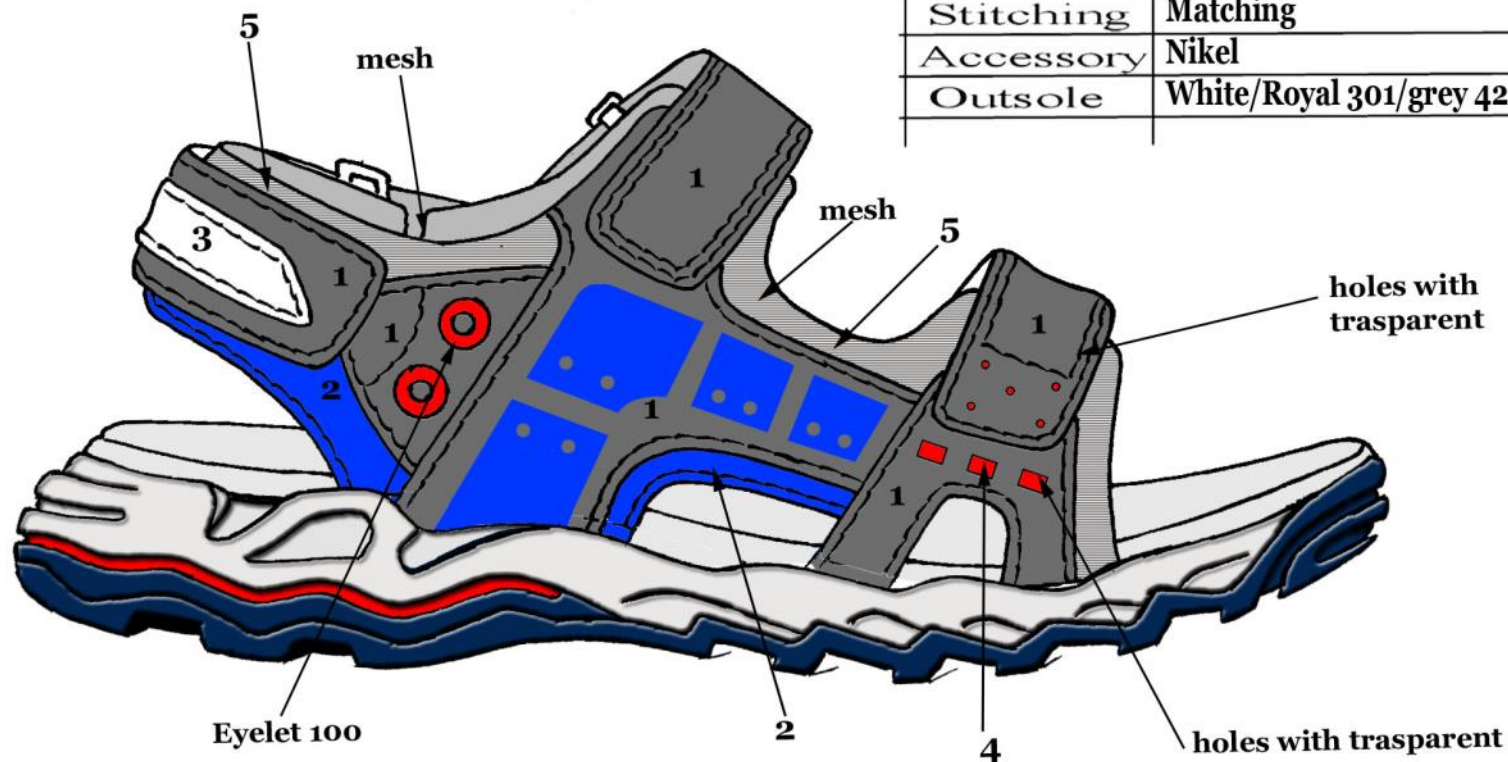 Stitching Matching
Accessory Nikel
Outsole White/Royal 301/grey 42
5
mesh
1
mesh
5
3
1
holes with
trasparent
1
1
2
1
1
Eyelet 100
2
4
holes with trasparent